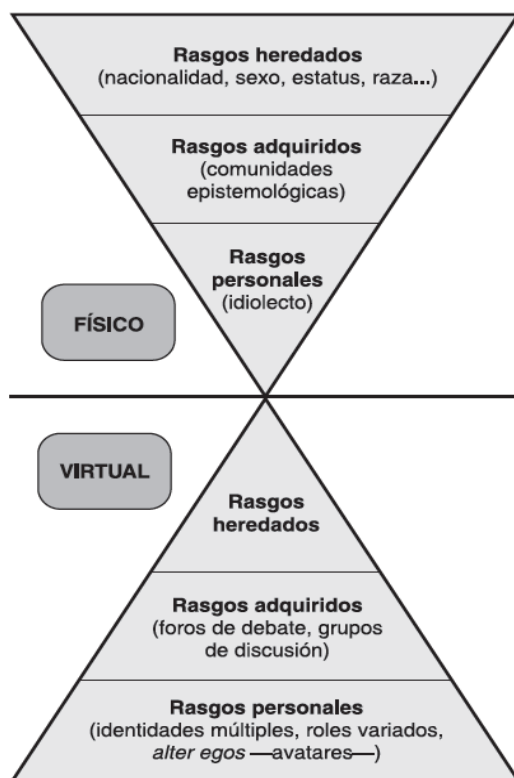 Rasgos heredados
(nacionalidad, sexo, estatus, raza...)
Rasgos adquiridos
(comunidades
epistemológicas)
Rasgos
personales
(idiolecto)
FÍSICO
VIRTUAL
Rasgos
heredados
Rasgos adquiridos
(foros de debate, grupos
de discusión)
Rasgos personales
(identidades múltiples, roles variados,
alter egos —avatares—)